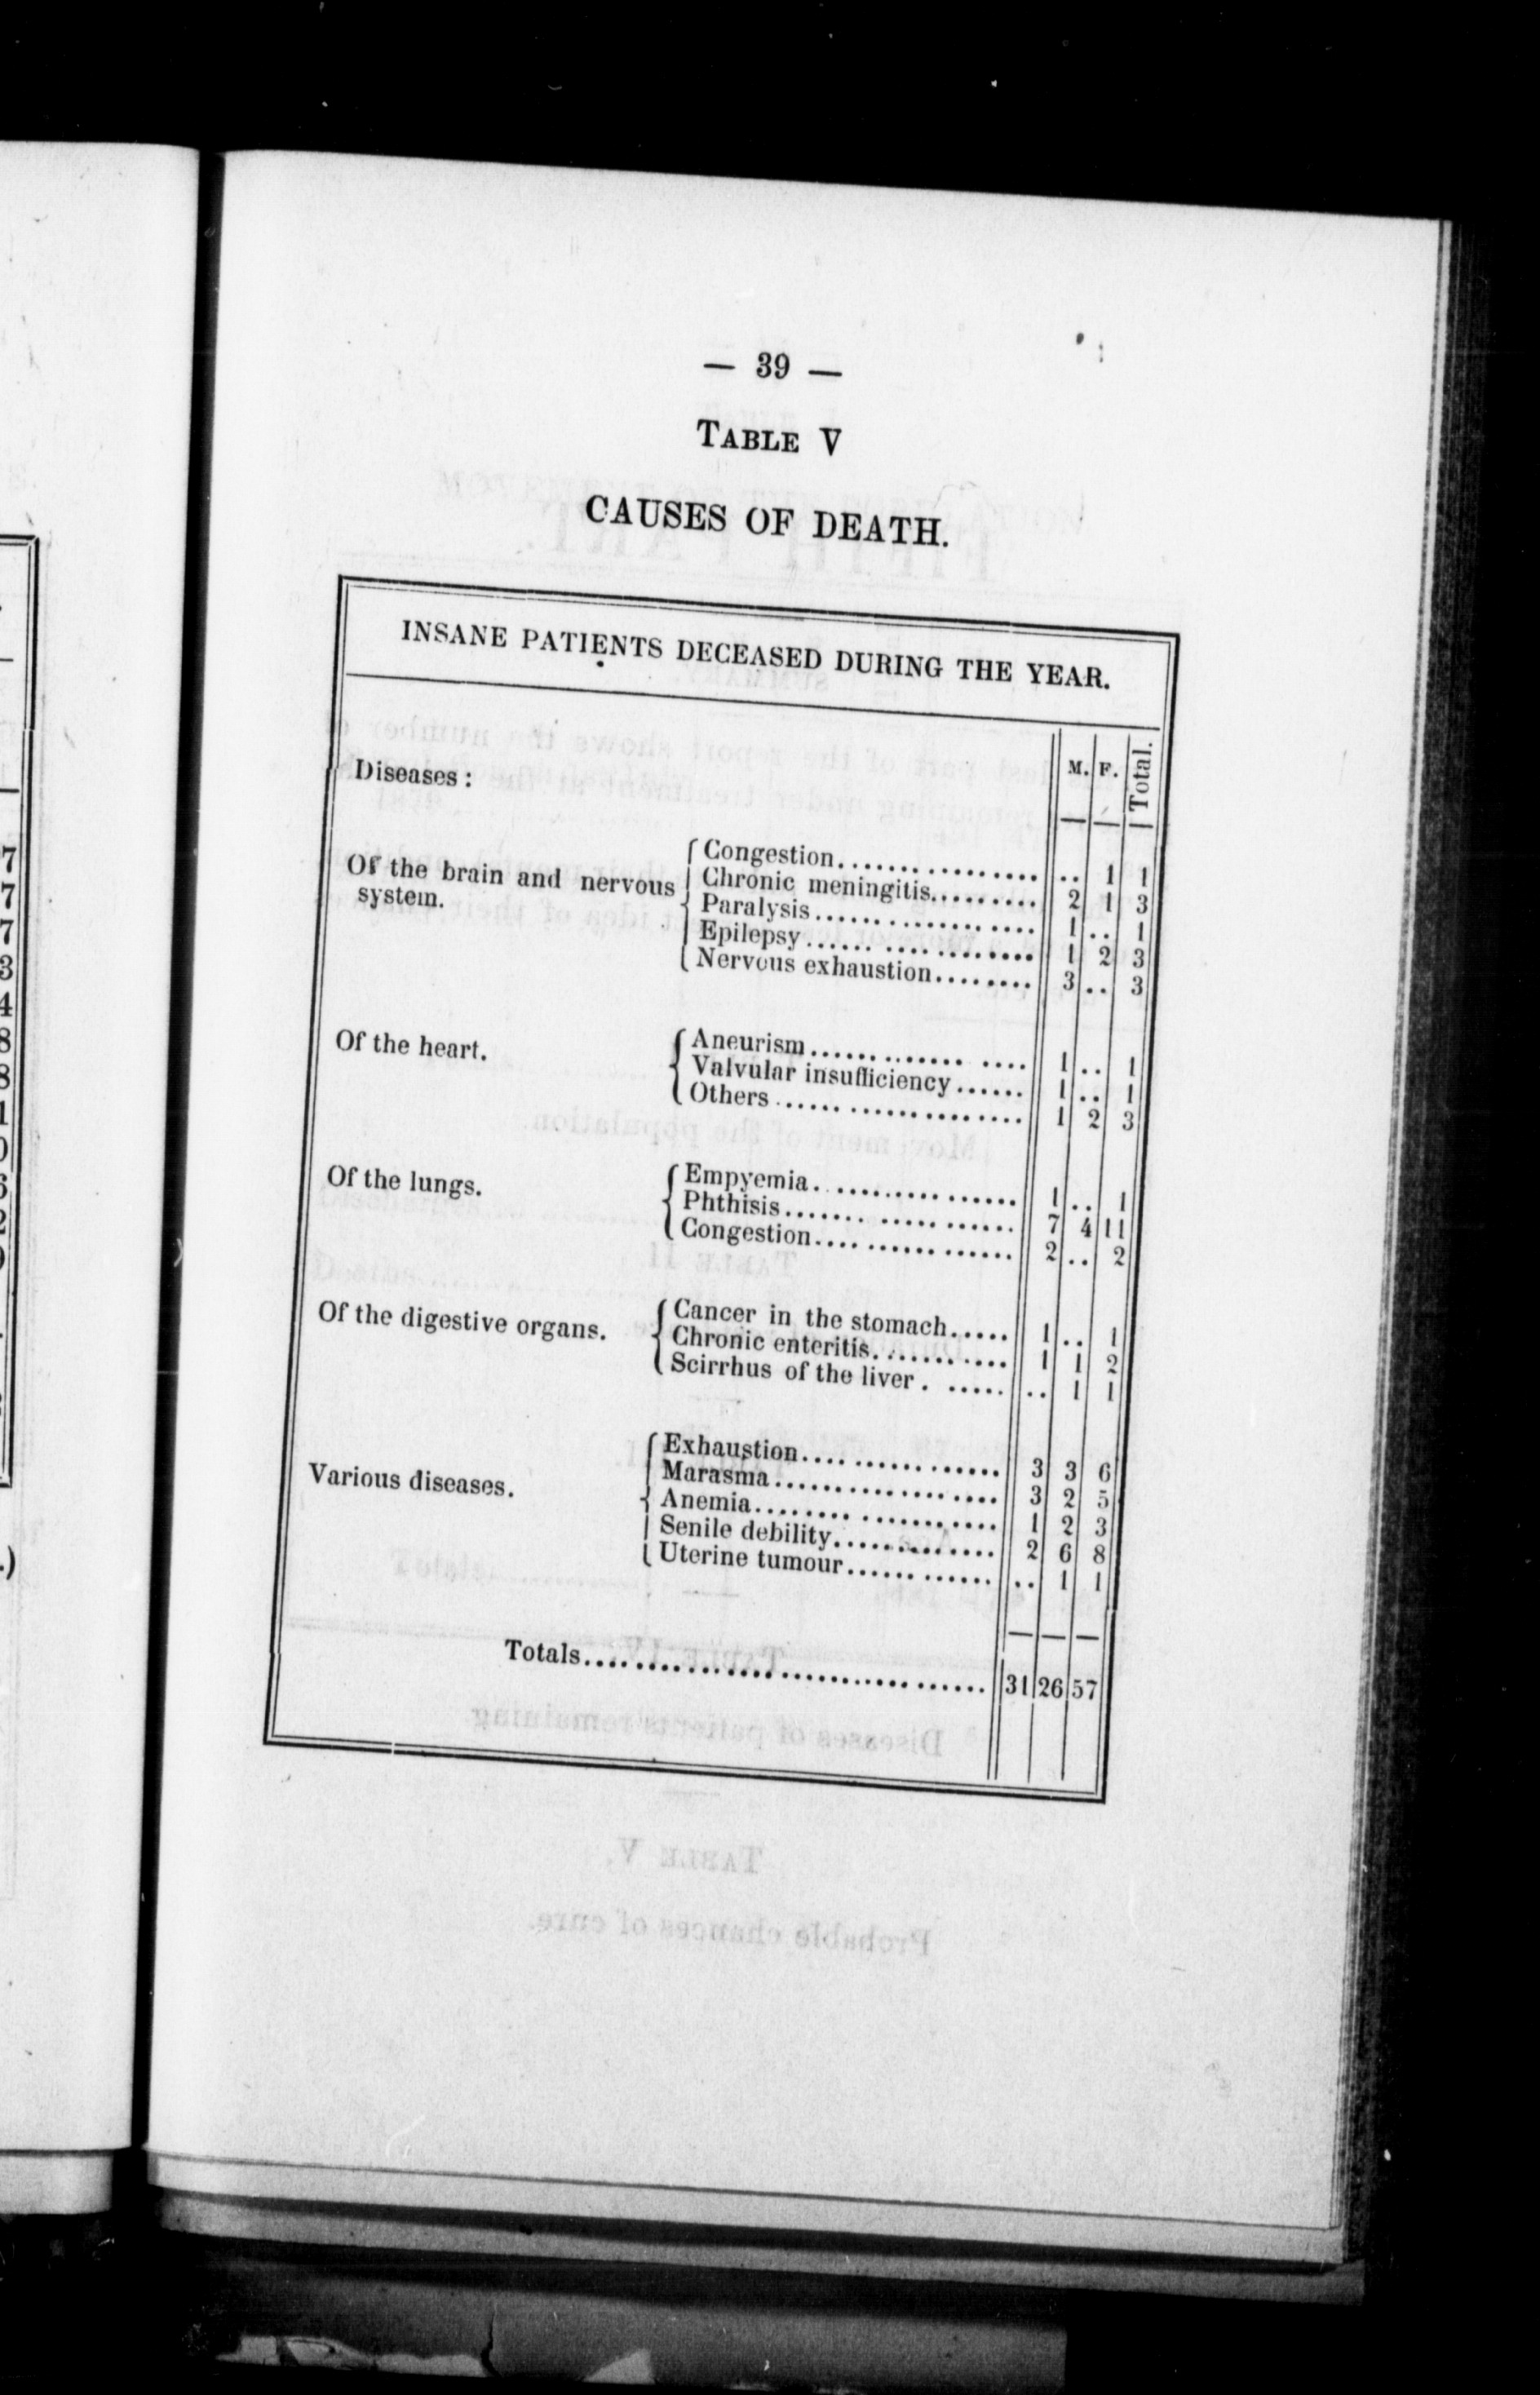 — 39 —
TABLE V
CAUSES OF DEATH.
INSANE PATIENTS DECEASED DURING THE YEAR.
Diseases: M. F. Total.
Of the brain and nervous system.
Congestion .. 1 1
Chronic meningitis 2 1 3
Paralysis 1 .. 1
Epilepsy 1 2 3
Nervous exhaustion 3 .. 3
Of the heart.
Aneurism 1 .. 1
Valvular insufficiency 1 .. 1
Others 1 2 3
Of the lungs.
Empyemia 1 .. 1
Phthisis 7 4 11
Congestion 2 .. 2
Of the digestive organs.
Cancer in the stomach 1 .. 1
Chronic enteritis 1 1 2
Scirrhus of the liver .. 1 1
Various diseases.
Exhaustion 3 3 6
Marasma 3 2 5
Anemia 1 2 3
Senile debility 2 6 8
Uterine tumour .. 1 1
Totals 31 26 57